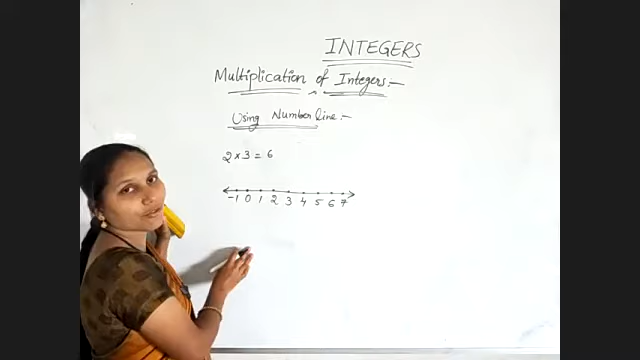 INTEGERS
Multiplication of Integers:-
Using Number line:-
2 × 3 = 6
-1 0 1 2 3 4 5 6 7